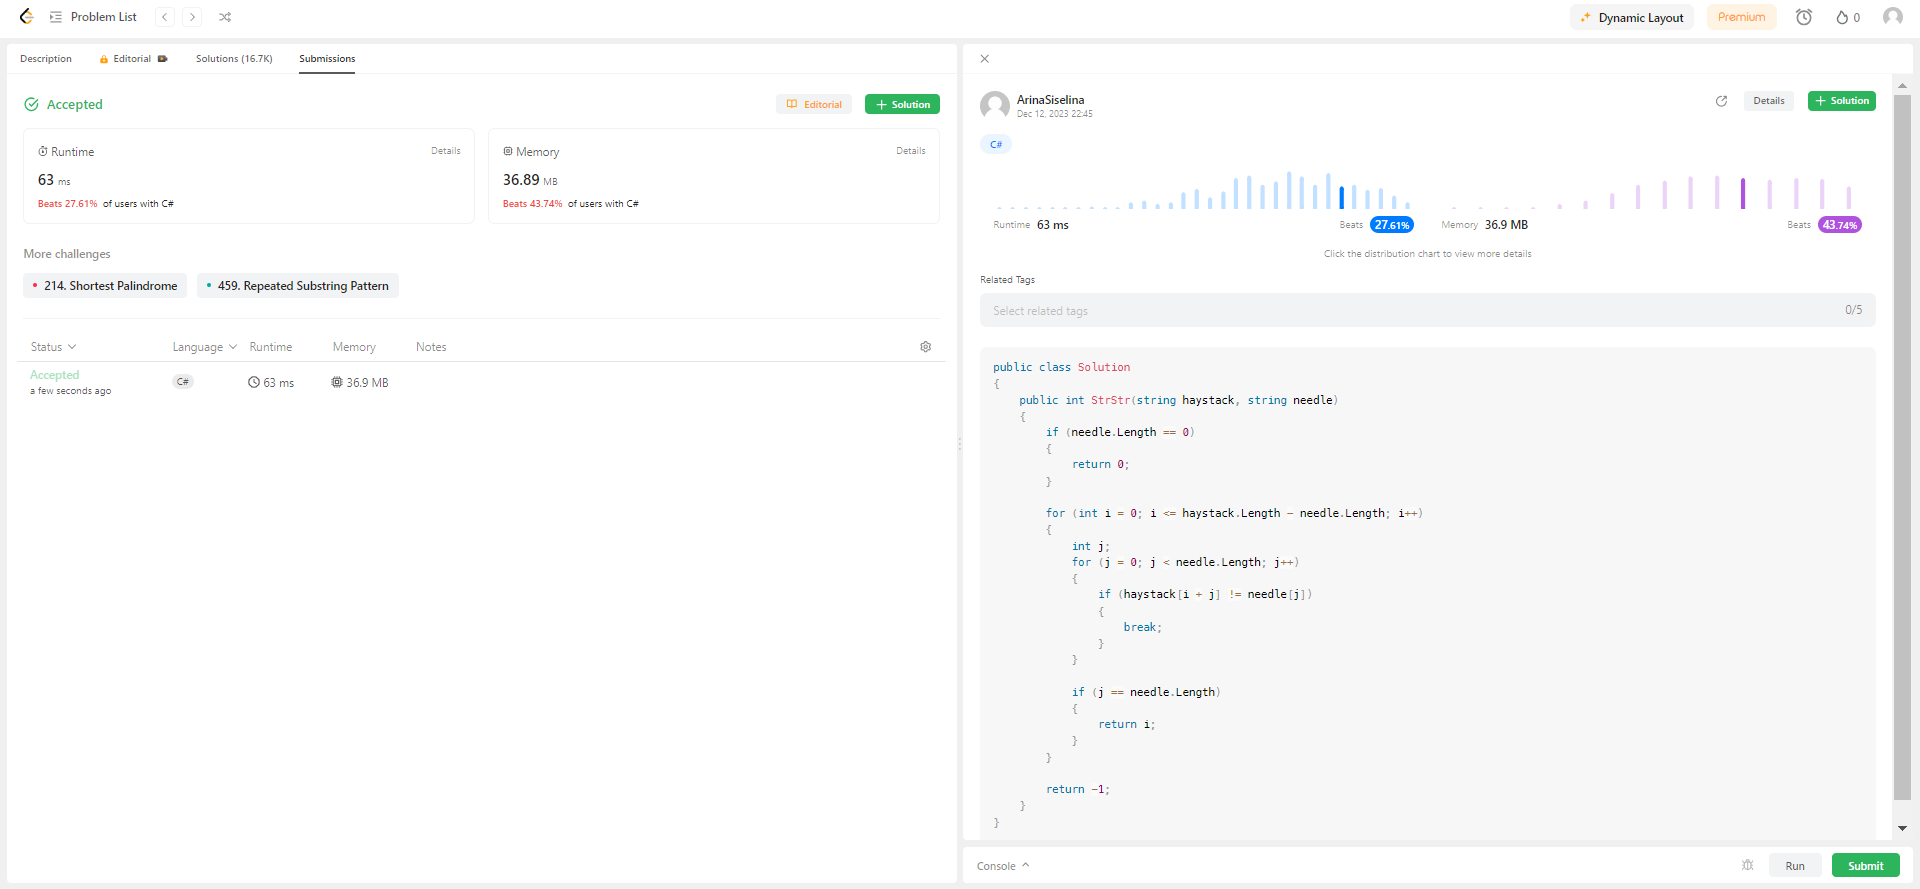 Problem List
Dynamic Layout
Premium
0
Description
Editorial
Solutions (16.7K)
Submissions
Accepted
Editorial
Solution
Runtime
Details
63 ms
Beats 27.61% of users with C#
Memory
Details
36.89 MB
Beats 43.74% of users with C#
More challenges
214. Shortest Palindrome
459. Repeated Substring Pattern
Status
Language
Runtime
Memory
Notes
Accepted
a few seconds ago
C#
63 ms
36.9 MB
ArinaSiselina
Dec 12, 2023 22:45
Details
Solution
C#
Runtime 63 ms
Beats 27.61%
Memory 36.9 MB
Beats 43.74%
Click the distribution chart to view more details
Related Tags
Select related tags
0/5
public class Solution
{
    public int StrStr(string haystack, string needle)
    {
        if (needle.Length == 0)
        {
            return 0;
        }

        for (int i = 0; i <= haystack.Length - needle.Length; i++)
        {
            int j;
            for (j = 0; j < needle.Length; j++)
            {
                if (haystack[i + j] != needle[j])
                {
                    break;
                }
            }

            if (j == needle.Length)
            {
                return i;
            }
        }

        return -1;
    }
}
Console
Run
Submit